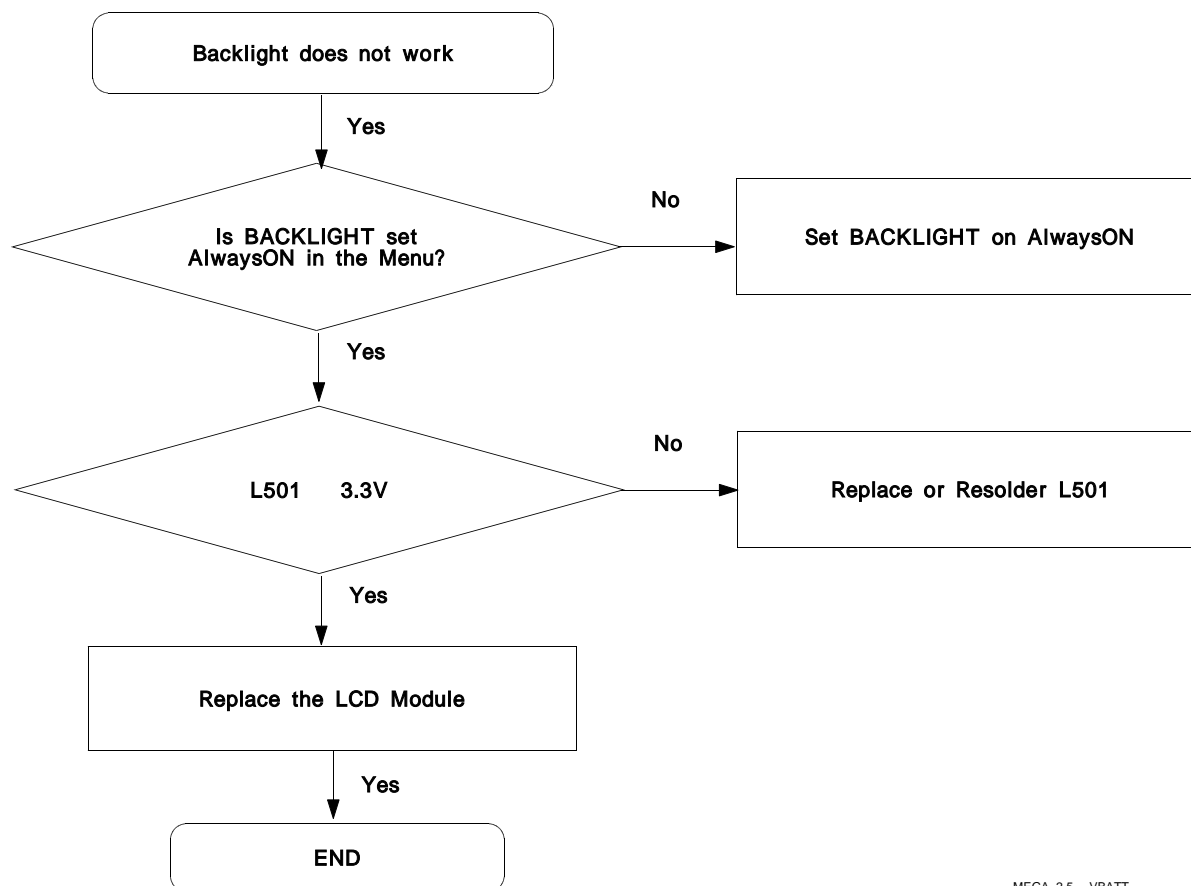 Backlight does not work
Yes
Is BACKLIGHT set
AlwaysON in the Menu?
No
Set BACKLIGHT on AlwaysON
Yes
L501 3.3V
No
Replace or Resolder L501
Yes
Replace the LCD Module
Yes
END